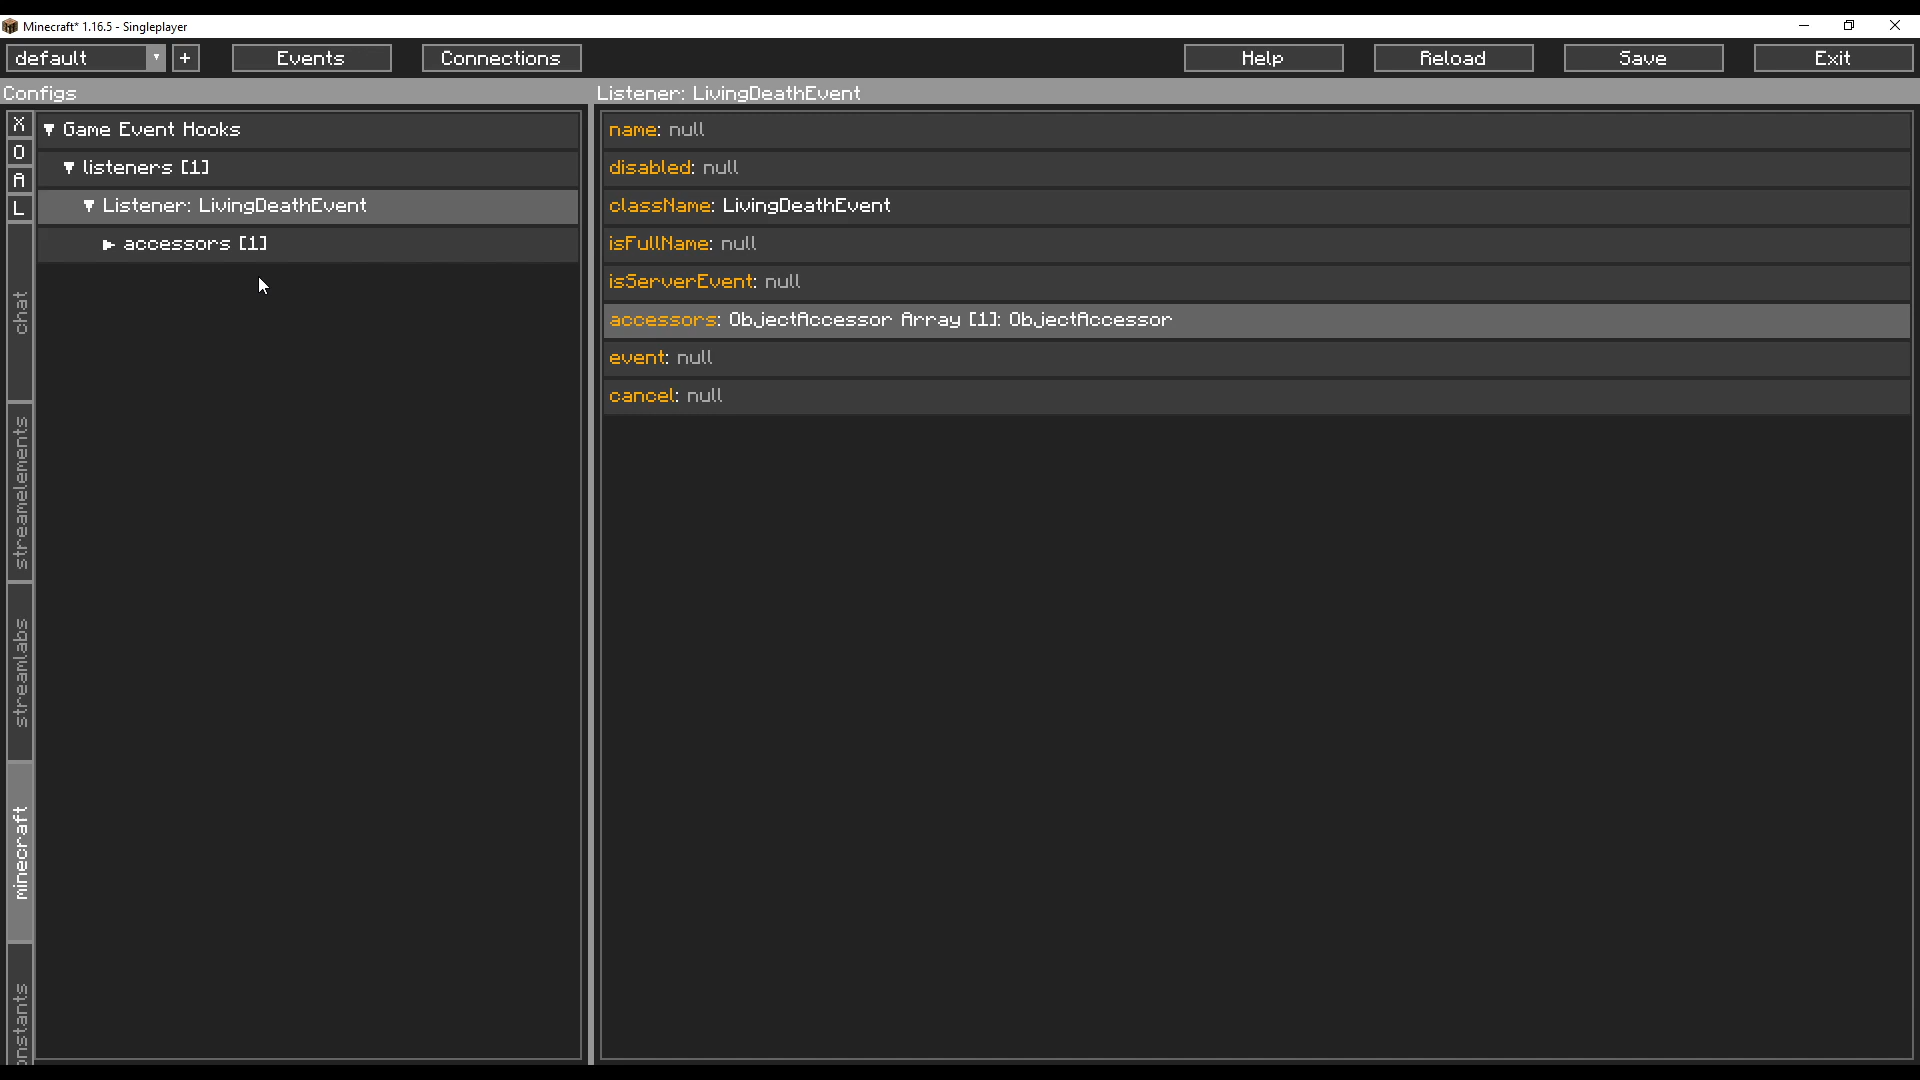 Minecraft* 1.16.5 - Singleplayer
default
+
Events
Connections
Help
Reload
Save
Exit
Configs
Listener: LivingDeathEvent
X
O
A
L
chat
streamelements
streamlabs
minecraft
Game Event Hooks
listeners [1]
Listener: LivingDeathEvent
accessors [1]
name: null
disabled: null
className: LivingDeathEvent
isFullName: null
isServerEvent: null
accessors: ObjectAccessor Array [1]: ObjectAccessor
event: null
cancel: null